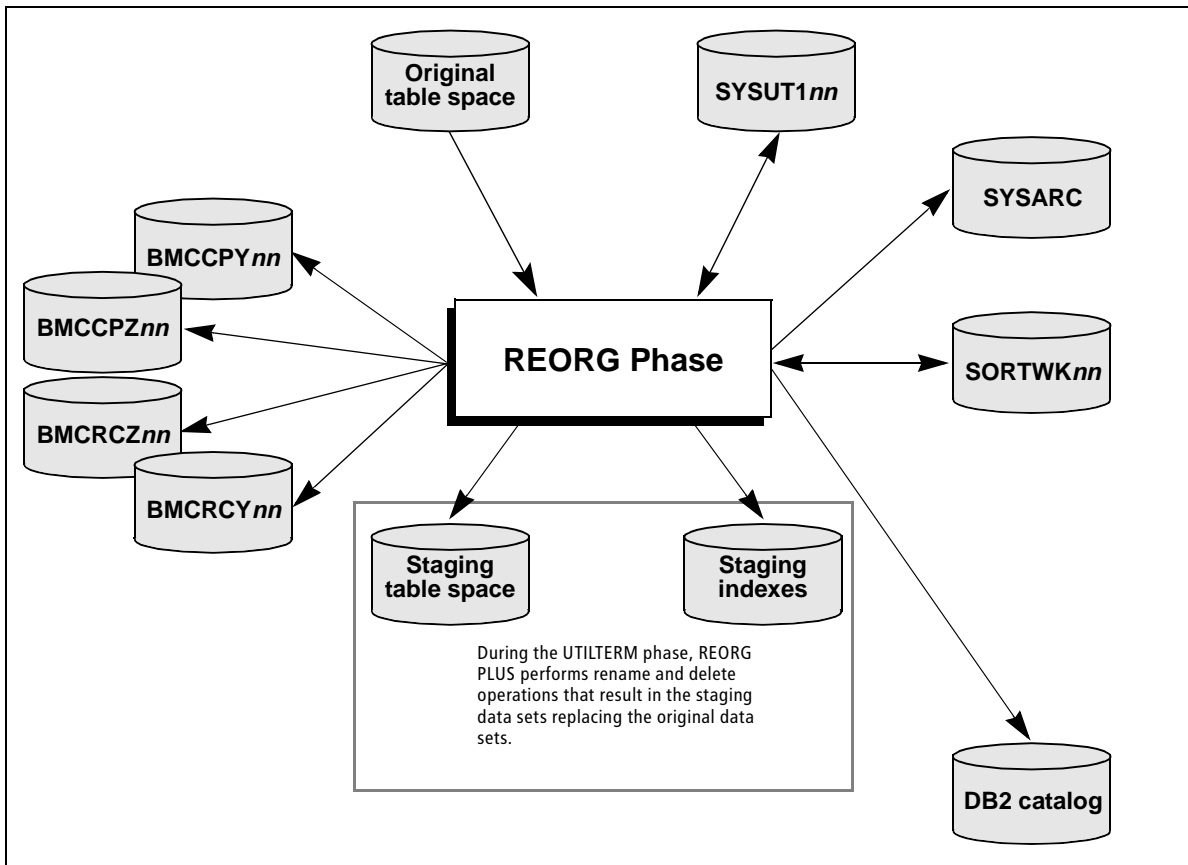 Original
table space
SYSUT1nn
SYSARC
BMCCPYnn
BMCCPZnn
REORG Phase
SORTWKnn
BMCRCZnn
BMCRCYnn
Staging
table space
Staging
indexes
During the UTILTERM phase, REORG
PLUS performs rename and delete
operations that result in the staging
data sets replacing the original data
sets.
DB2 catalog